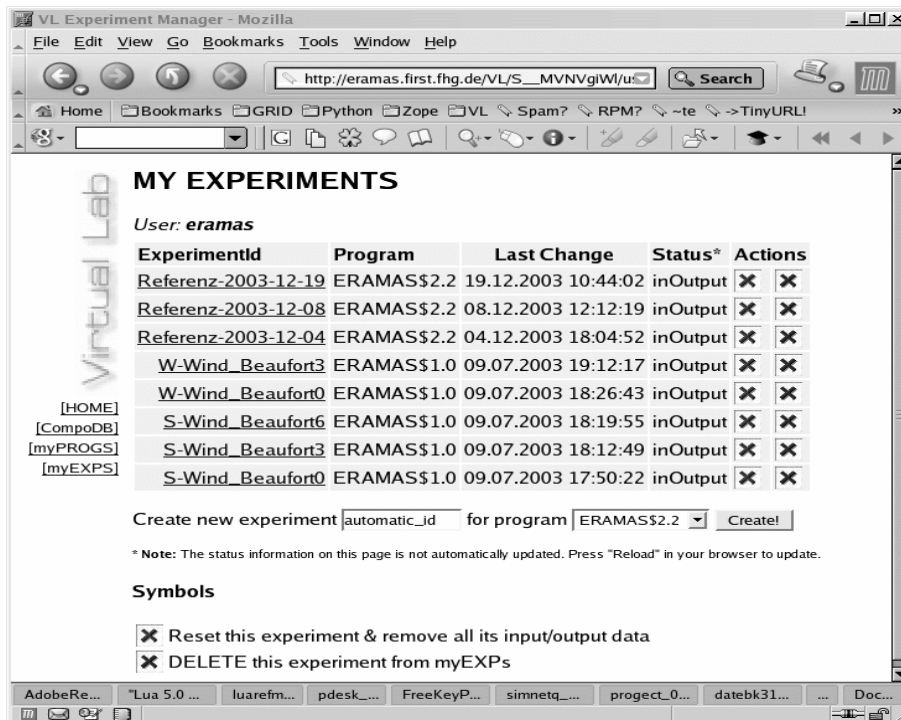 VL Experiment Manager - Mozilla
File Edit View Go Bookmarks Tools Window Help
http://eramas.first.fhg.de/VL/S__MVNVgiWl/us Search
Home Bookmarks GRID Python Zope VL Spam? RPM? ~te ->TinyURL! »
Virtual Lab
MY EXPERIMENTS
User: eramas
ExperimentId Program Last Change Status* Actions
Referenz-2003-12-19 ERAMAS$2.2 19.12.2003 10:44:02 inOutput
Referenz-2003-12-08 ERAMAS$2.2 08.12.2003 12:12:19 inOutput
Referenz-2003-12-04 ERAMAS$2.2 04.12.2003 18:04:52 inOutput
W-Wind_Beaufort3 ERAMAS$1.0 09.07.2003 19:12:17 inOutput
W-Wind_Beaufort0 ERAMAS$1.0 09.07.2003 18:26:43 inOutput
S-Wind_Beaufort6 ERAMAS$1.0 09.07.2003 18:19:55 inOutput
S-Wind_Beaufort3 ERAMAS$1.0 09.07.2003 18:12:49 inOutput
S-Wind_Beaufort0 ERAMAS$1.0 09.07.2003 17:50:22 inOutput
[HOME]
[CompoDB]
[myPROGS]
[myEXPS]
Create new experiment automatic_id for program ERAMAS$2.2 Create!
* Note: The status information on this page is not automatically updated. Press "Reload" in your browser to update.
Symbols
Reset this experiment & remove all its input/output data
DELETE this experiment from myEXPs
AdobeRe... "Lua 5.0 ... luarefm... pdesk_... FreeKeyP... simnetq_... progect_0... datebk31... ... Doc...